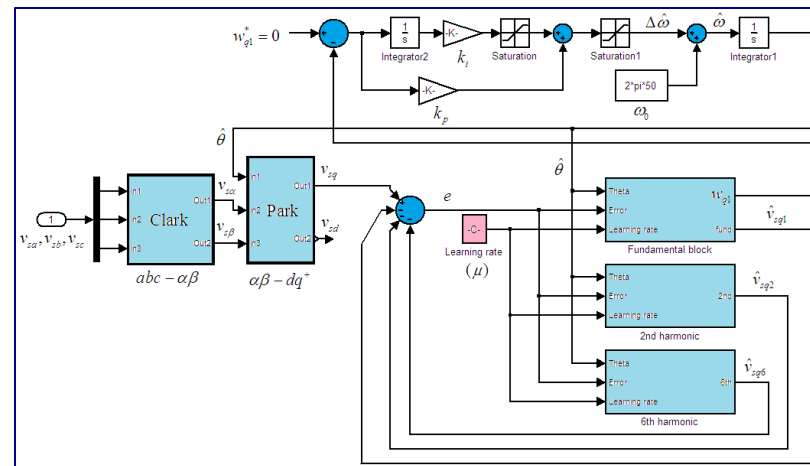 w*q1 = 0
1
s
Integrator2
-K-
ki
Saturation
Saturation1
Δω̂
ω̂
1
s
Integrator1
2*pi*50
ω0
-K-
kp
θ̂
θ̂
1
vsa, vsb, vsc
In1
In2
In3
Clark
Out1
Out2
abc − αβ
vsα
vsβ
In1
In2
In3
Park
Out1
Out2
αβ − dq+
vsq
vsd
e
-C-
Learning rate
(μ)
Theta
Error
Learning rate
wq1
fund
Fundamental block
v̂sq1
Theta
Error
Learning rate
2nd
2nd harmonic
v̂sq2
Theta
Error
Learning rate
6th
6th harmonic
v̂sq6